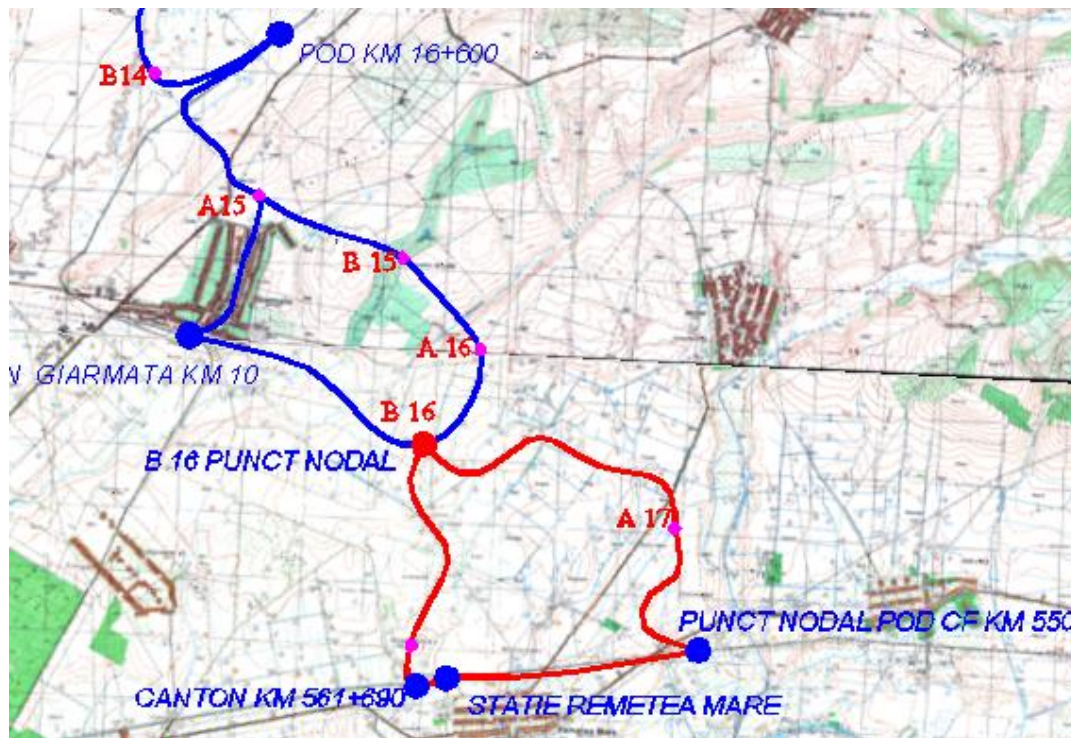 POD KM 16+600
B14
A15
B 15
A 16
N GIARMATA KM 10
B 16
B 16 PUNCT NODAL
A 17
PUNCT NODAL POD CF KM 550
CANTON KM 561+690
STATIE REMETEA MARE